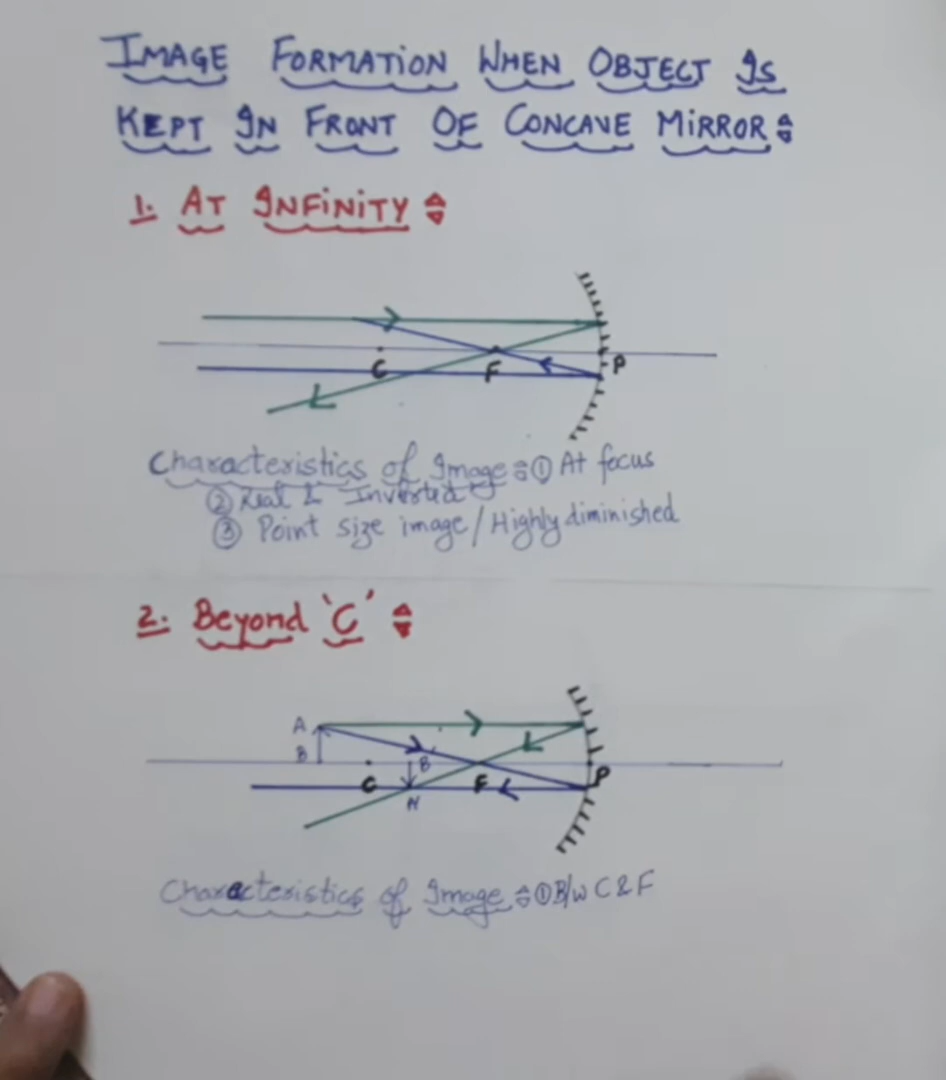 IMAGE FORMATION WHEN OBJECT IS
KEPT IN FRONT OF CONCAVE MIRROR:
1. AT INFINITY:
C F P
Characteristics of Image: ① At focus
② Real & Inverted
③ Point size image / Highly diminished
2. Beyond 'C':
A
B B'
C F P
Characteristics of Image: ① B/w C & F